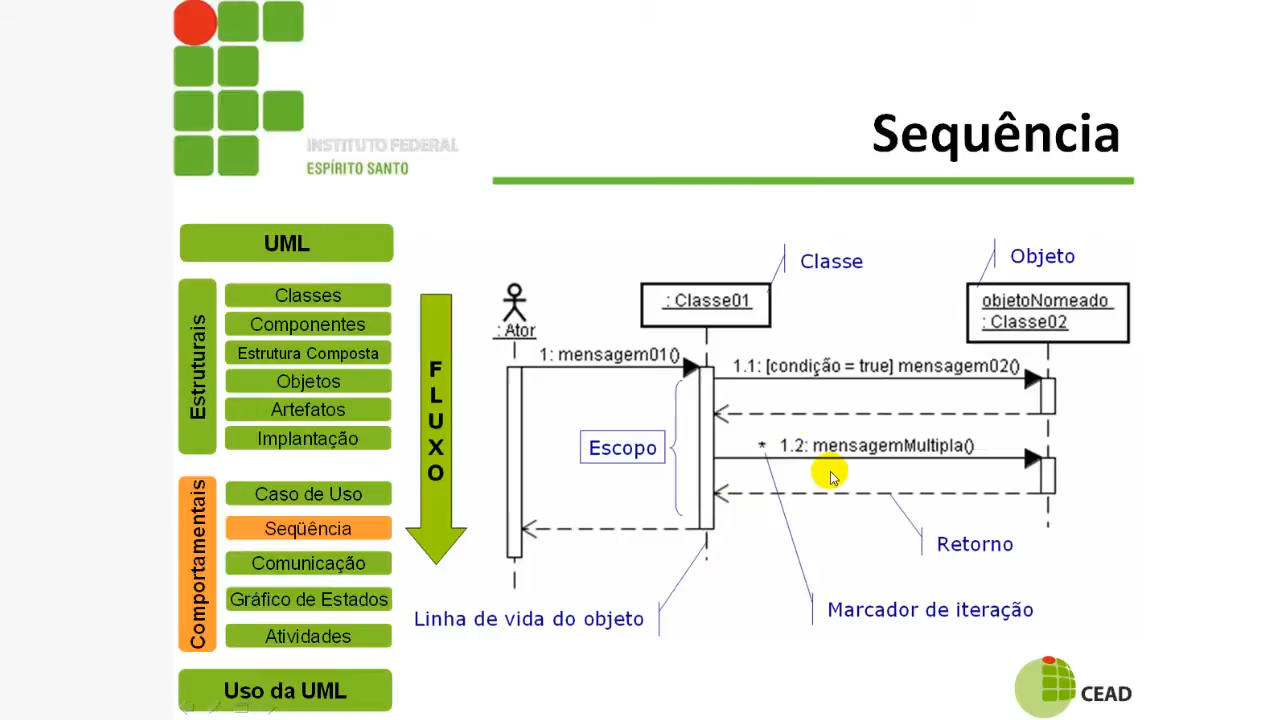 INSTITUTO FEDERAL
ESPÍRITO SANTO
Sequência
UML
Estruturais
Classes
Componentes
Estrutura Composta
Objetos
Artefatos
Implantação
Comportamentais
Caso de Uso
Seqüência
Comunicação
Gráfico de Estados
Atividades
Uso da UML
FLUXO
Classe
Objeto
: Ator
: Classe01
objetoNomeado
: Classe02
1: mensagem01()
1.1: [condição = true] mensagem02()
Escopo
* 1.2: mensagemMultipla()
Retorno
Linha de vida do objeto
Marcador de iteração
CEAD